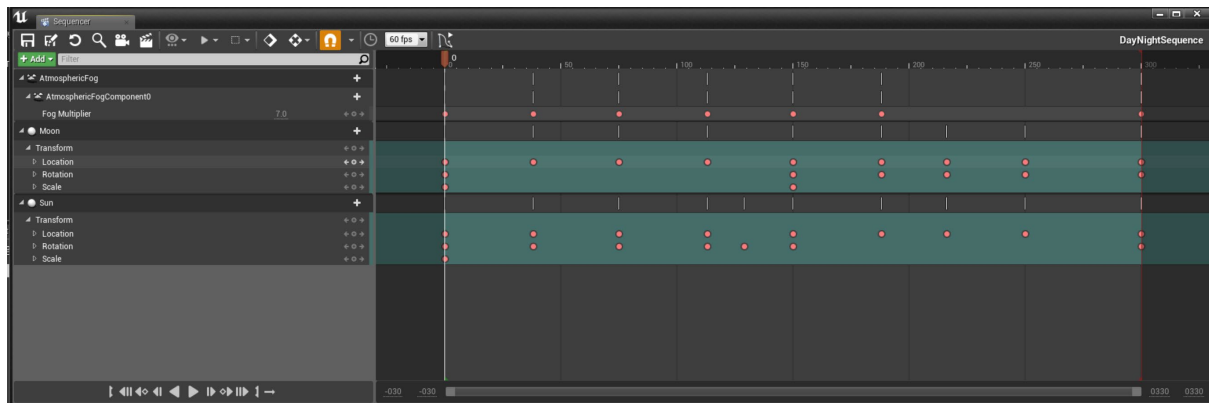 Sequencer
60 fps
DayNightSequence
+ Add
Filter
0
0 50 100 150 200 250 300
AtmosphericFog
AtmosphericFogComponent0
Fog Multiplier 7.0
Moon
Transform
Location
Rotation
Scale
Sun
Transform
Location
Rotation
Scale
-030 -030 0330 0330